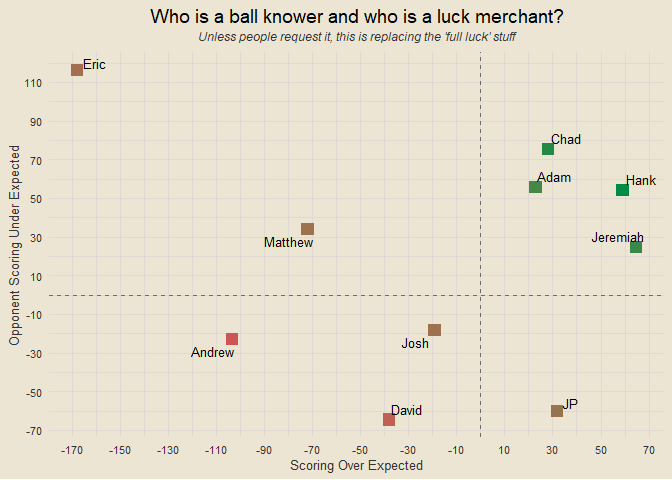 Who is a ball knower and who is a luck merchant?
Unless people request it, this is replacing the 'full luck' stuff
Opponent Scoring Under Expected
110
90
70
50
30
10
-10
-30
-50
-70
Eric
Chad
Adam
Hank
Matthew
Jeremiah
Andrew
Josh
David
JP
-170 -150 -130 -110 -90 -70 -50 -30 -10 10 30 50 70
Scoring Over Expected